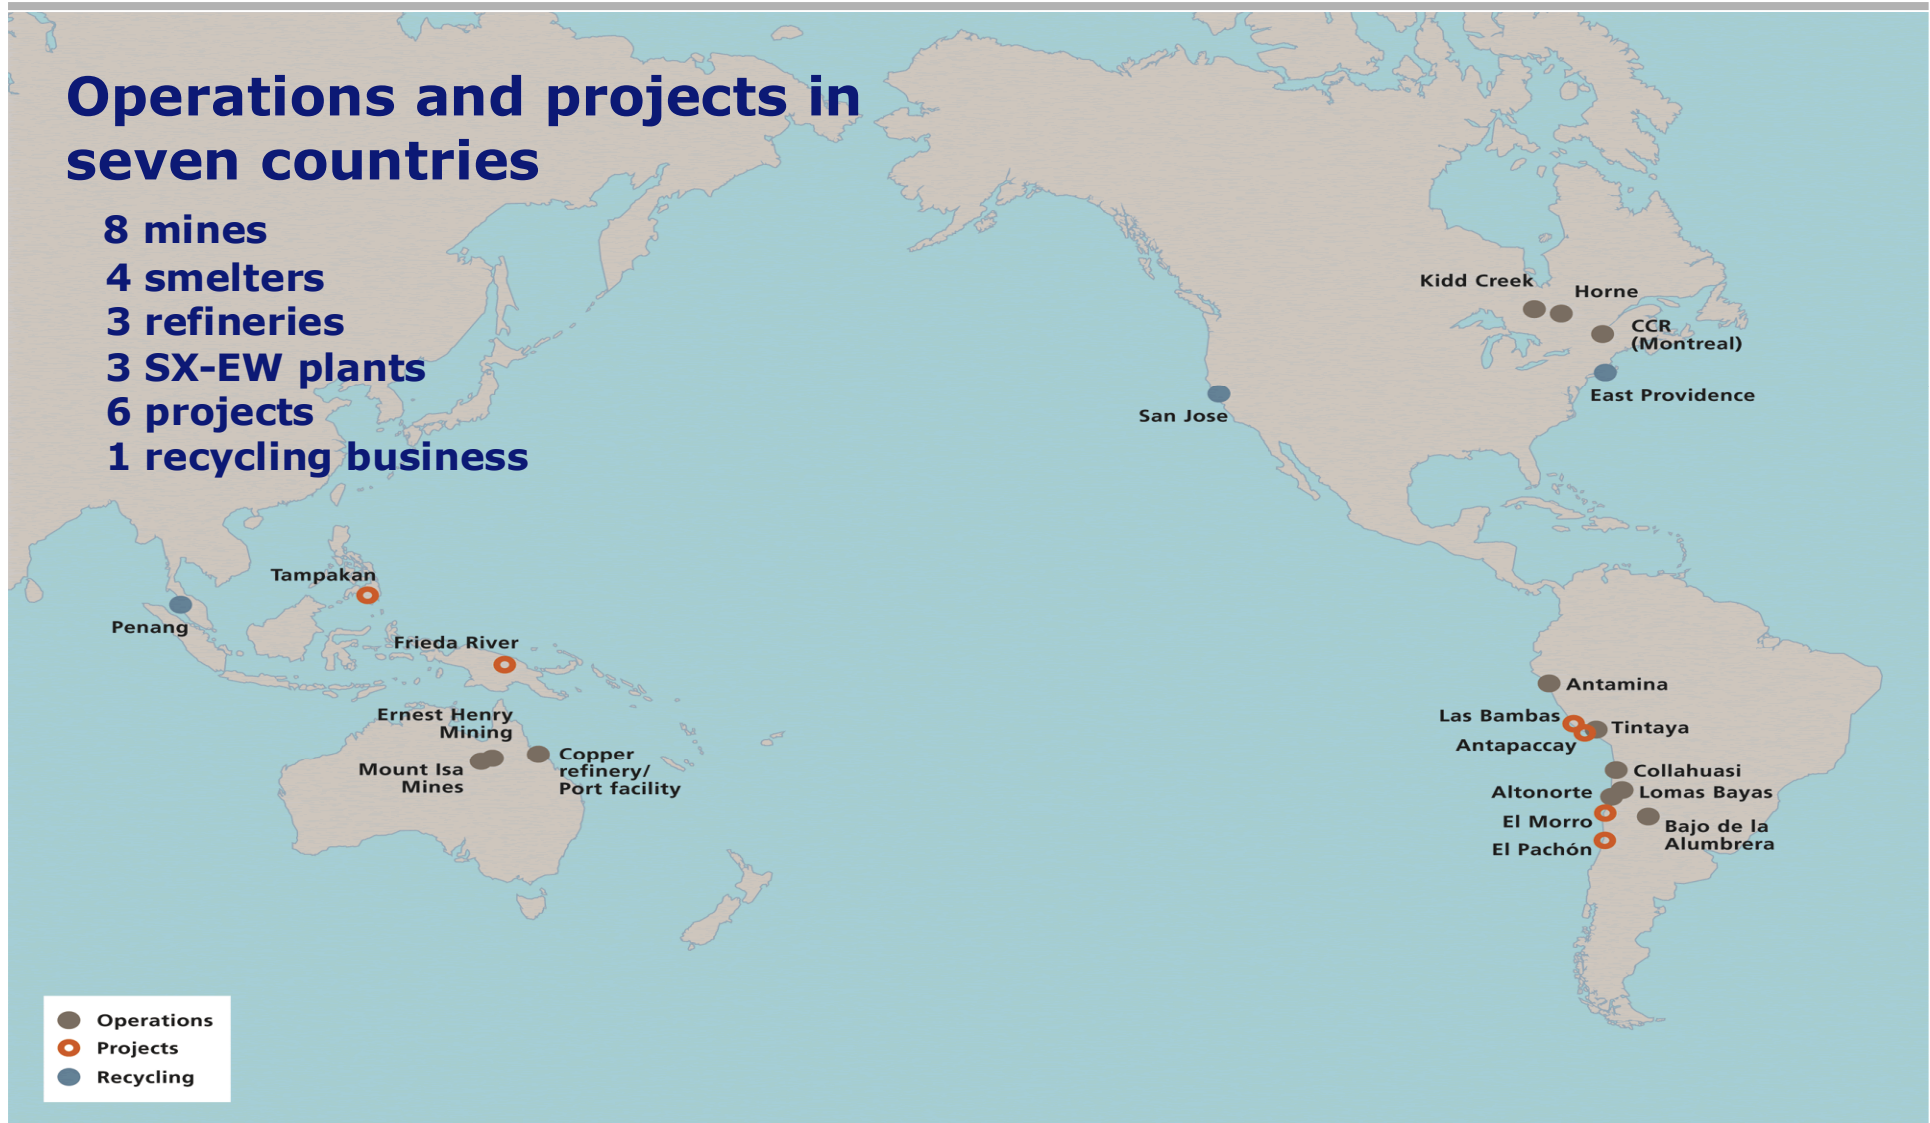 Operations and projects in
seven countries
8 mines
4 smelters
3 refineries
3 SX-EW plants
6 projects
1 recycling business
Kidd Creek
Horne
CCR
(Montreal)
East Providence
San Jose
Tampakan
Penang
Frieda River
Ernest Henry
Mining
Mount Isa
Mines
Copper
refinery/
Port facility
Antamina
Las Bambas
Tintaya
Antapaccay
Collahuasi
Altonorte
Lomas Bayas
El Morro
Bajo de la
Alumbrera
El Pachón
Operations
Projects
Recycling